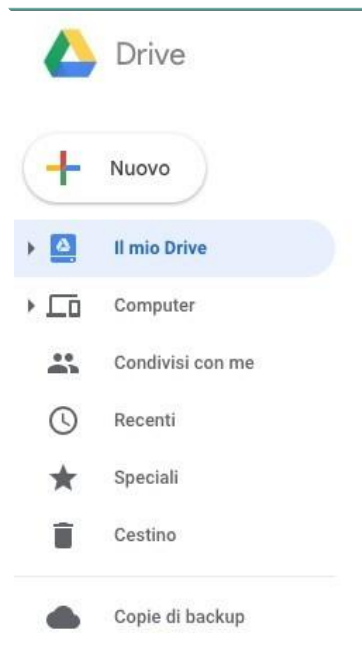 Drive
Nuovo
Il mio Drive
Computer
Condivisi con me
Recenti
Speciali
Cestino
Copie di backup